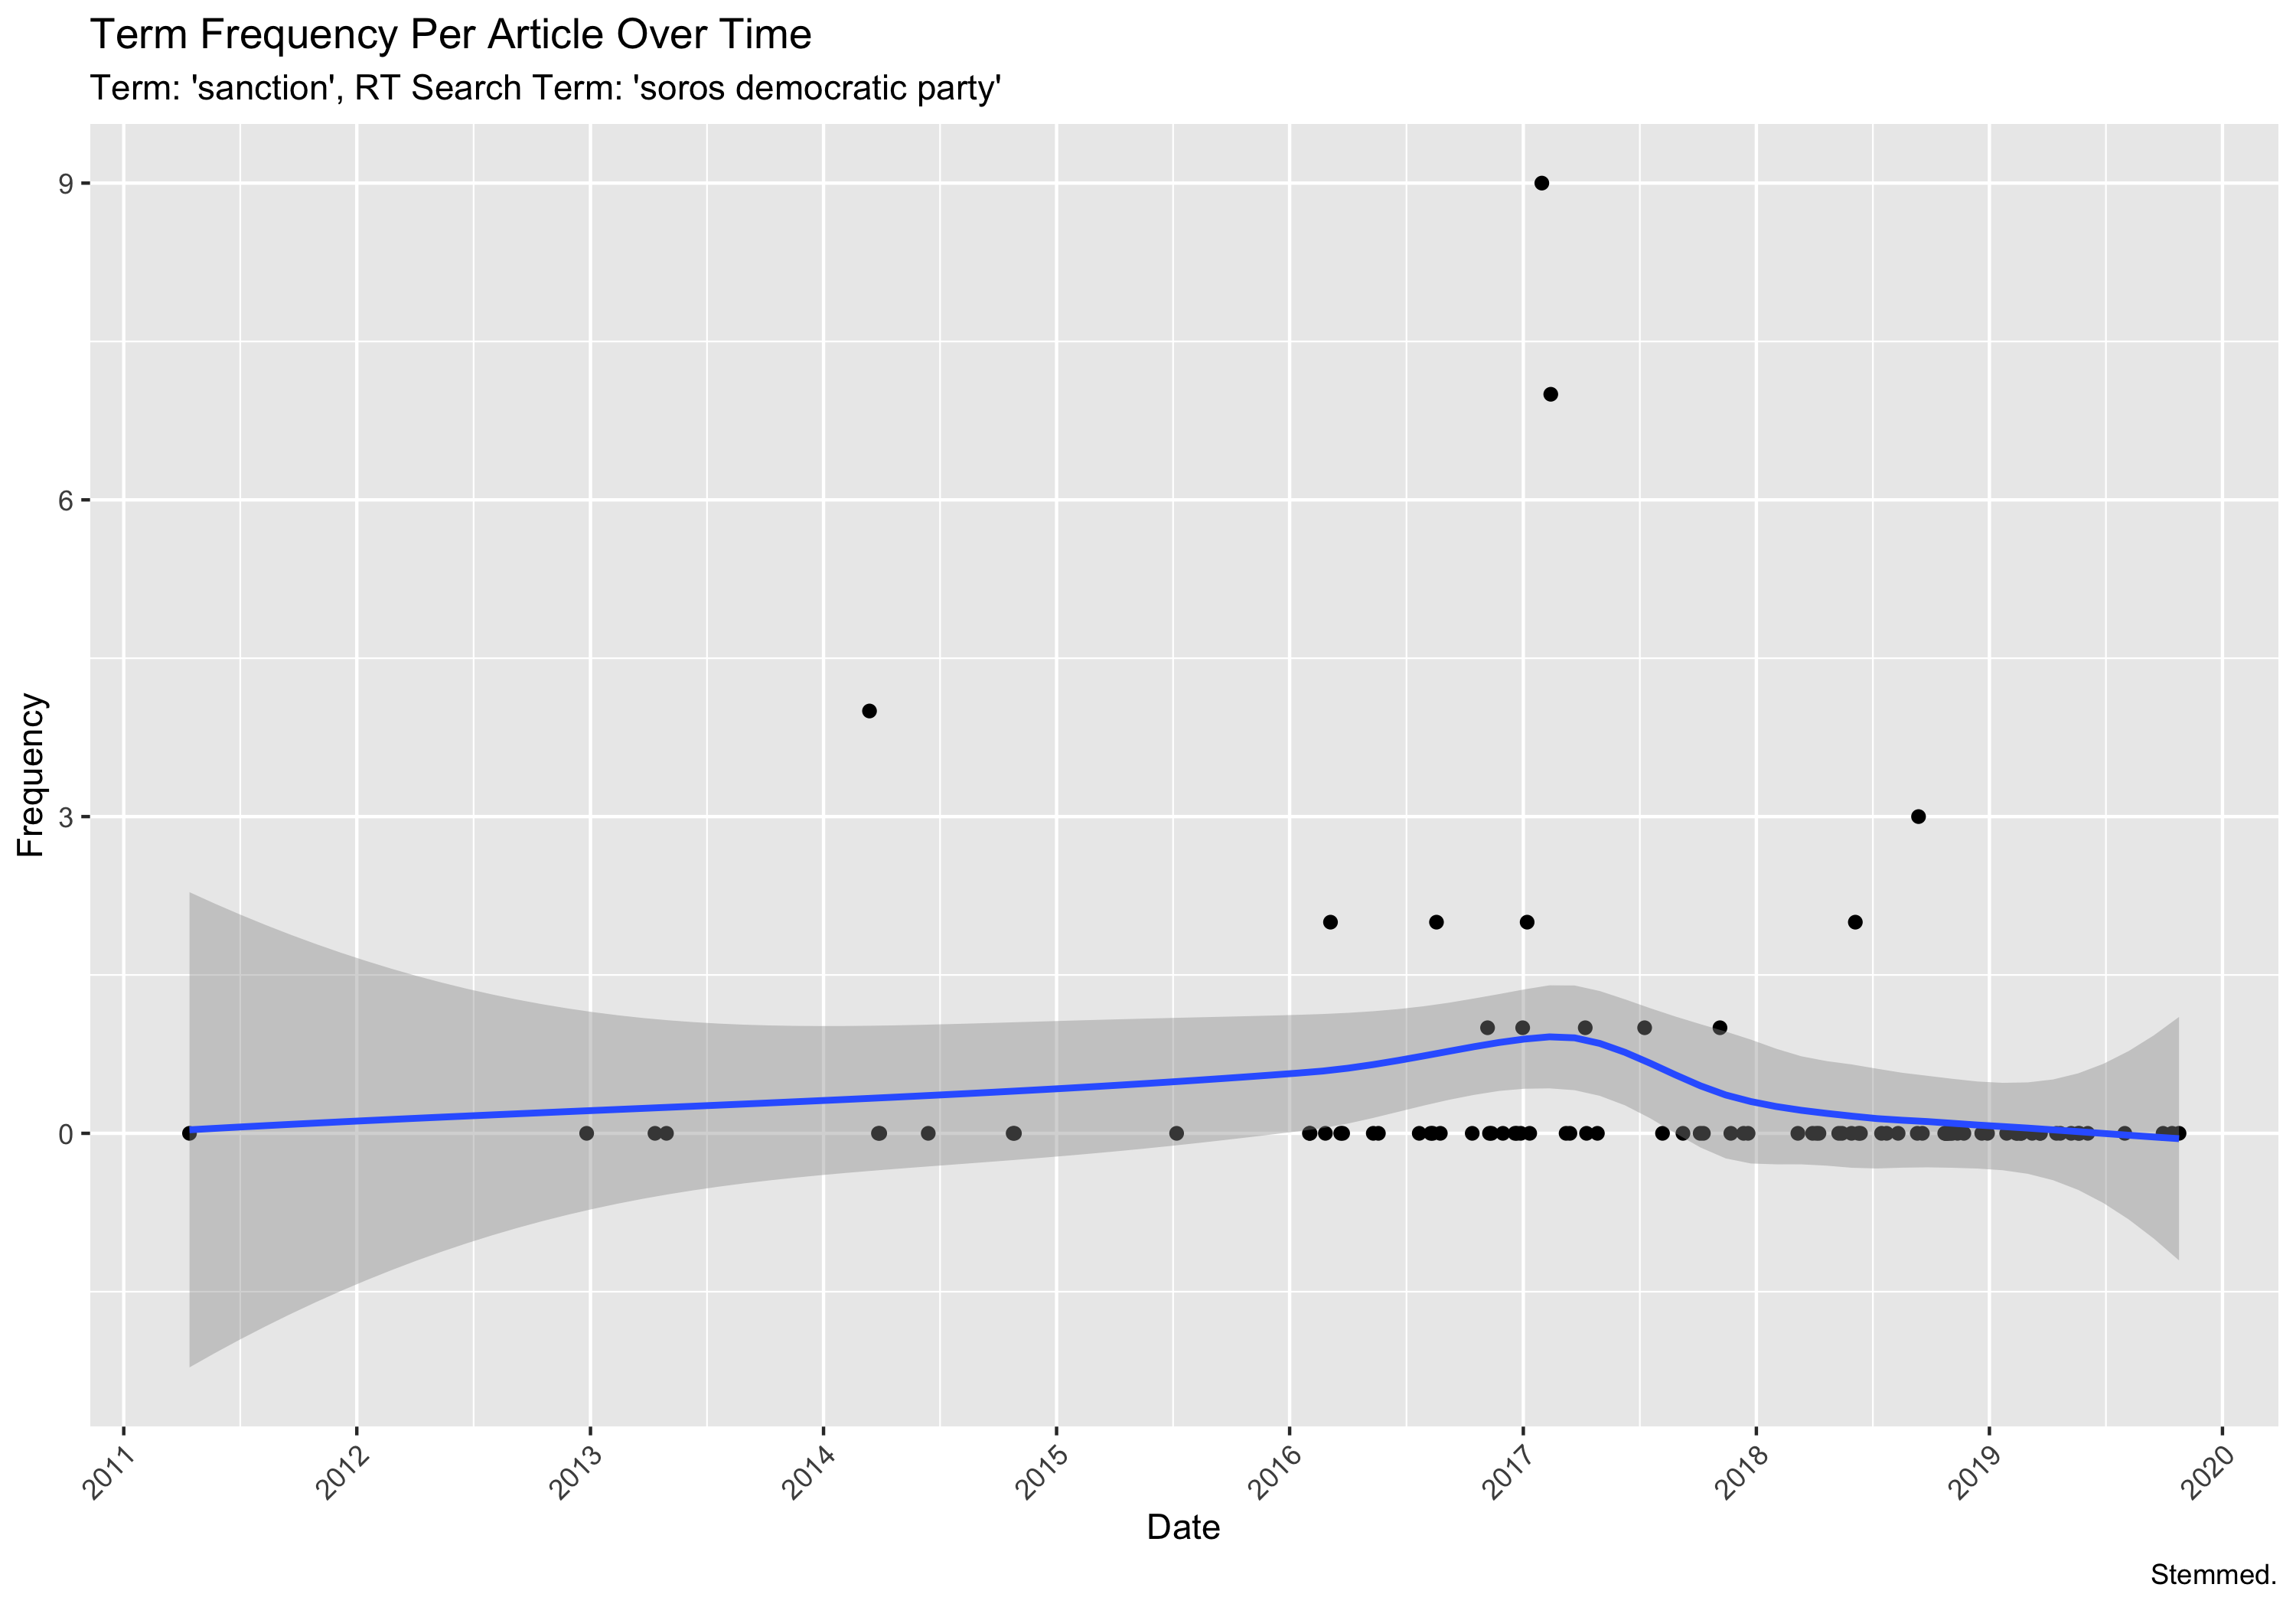 Term Frequency Per Article Over Time
Term: 'sanction', RT Search Term: 'soros democratic party'
9
6
3
0
Frequency
2011
2012
2013
2014
2015
2016
2017
2018
2019
2020
Date
Stemmed.